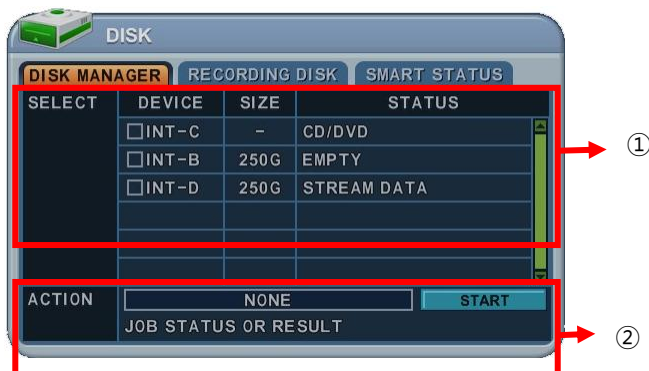 DISK
DISK MANAGER RECORDING DISK SMART STATUS
SELECT DEVICE SIZE STATUS
INT-C - CD/DVD
①
INT-B 250G EMPTY
INT-D 250G STREAM DATA
ACTION NONE START
JOB STATUS OR RESULT
②